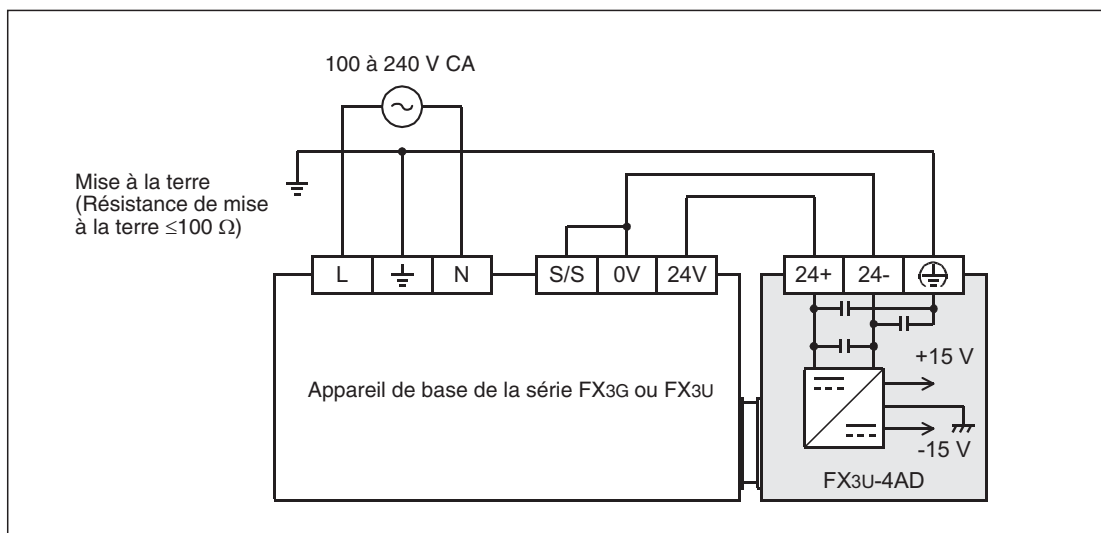 100 à 240 V CA
Mise à la terre
(Résistance de mise
à la terre ≤100 Ω)
L
N
S/S
0V
24V
24+
24-
+15 V
-15 V
Appareil de base de la série FX3G ou FX3U
FX3U-4AD